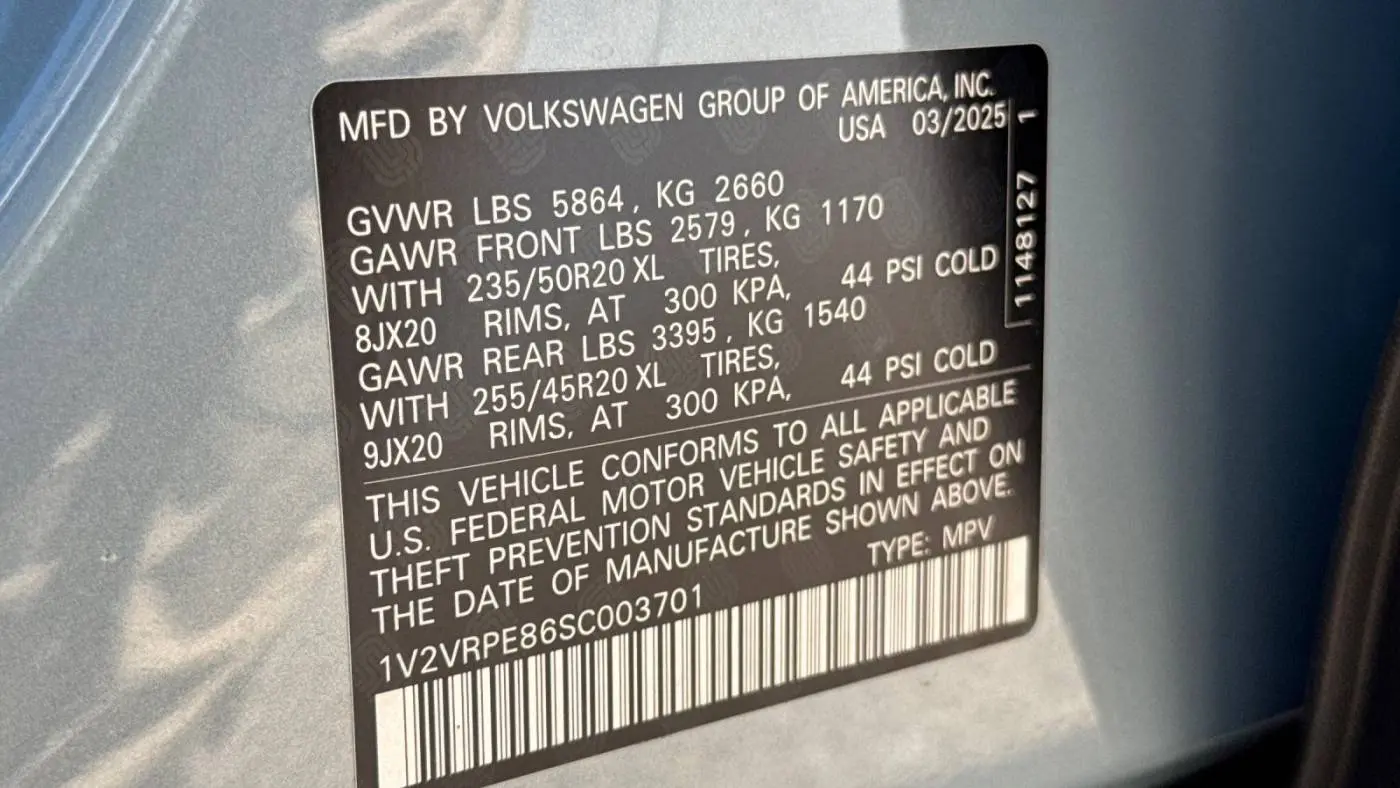 MFD BY VOLKSWAGEN GROUP OF AMERICA, INC.
USA 03/2025
GVWR LBS 5864, KG 2660
GAWR FRONT LBS 2579, KG 1170
WITH 235/50R20 XL TIRES,
8JX20 RIMS, AT 300 KPA, 44 PSI COLD
GAWR REAR LBS 3395, KG 1540
WITH 255/45R20 XL TIRES,
9JX20 RIMS, AT 300 KPA, 44 PSI COLD
THIS VEHICLE CONFORMS TO ALL APPLICABLE
U.S. FEDERAL MOTOR VEHICLE SAFETY AND
THEFT PREVENTION STANDARDS IN EFFECT ON
THE DATE OF MANUFACTURE SHOWN ABOVE.
TYPE: MPV
1V2VRPE86SC003701
1148127 1